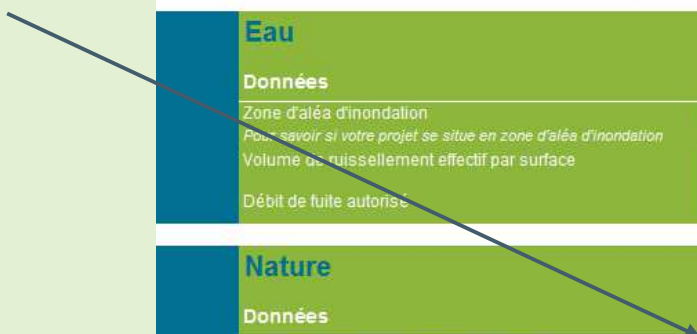 Eau
Données
Zone d'aléa d'inondation
Pour savoir si votre projet se situe en zone d'aléa d'inondation
Volume de ruissellement effectif par surface
Débit de fuite autorisé
Nature
Données